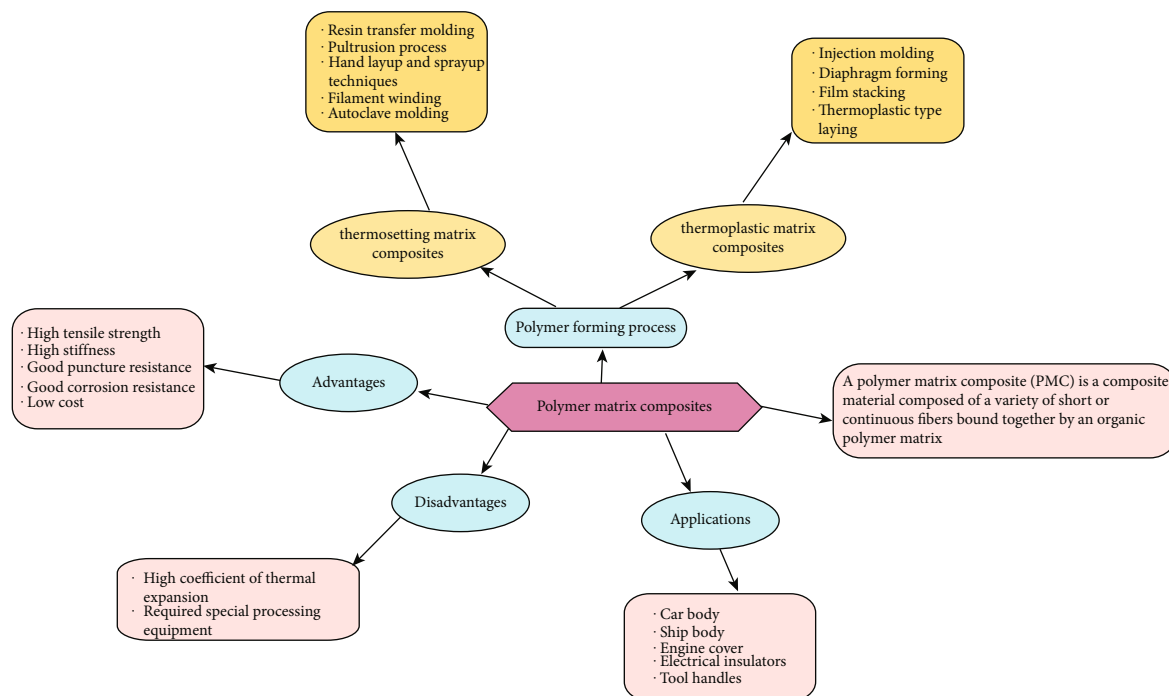 · Resin transfer molding
· Pultrusion process
· Hand layup and sprayup
techniques
· Filament winding
· Autoclave molding
· Injection molding
· Diaphragm forming
· Film stacking
· Thermoplastic type
laying
thermosetting matrix
composites
thermoplastic matrix
composites
Polymer forming process
· High tensile strength
· High stiffness
· Good puncture resistance
· Good corrosion resistance
· Low cost
Advantages
Polymer matrix composites
A polymer matrix composite (PMC) is a composite
material composed of a variety of short or
continuous fibers bound together by an organic
polymer matrix
Disadvantages
Applications
· High coefficient of thermal
expansion
· Required special processing
equipment
· Car body
· Ship body
· Engine cover
· Electrical insulators
· Tool handles